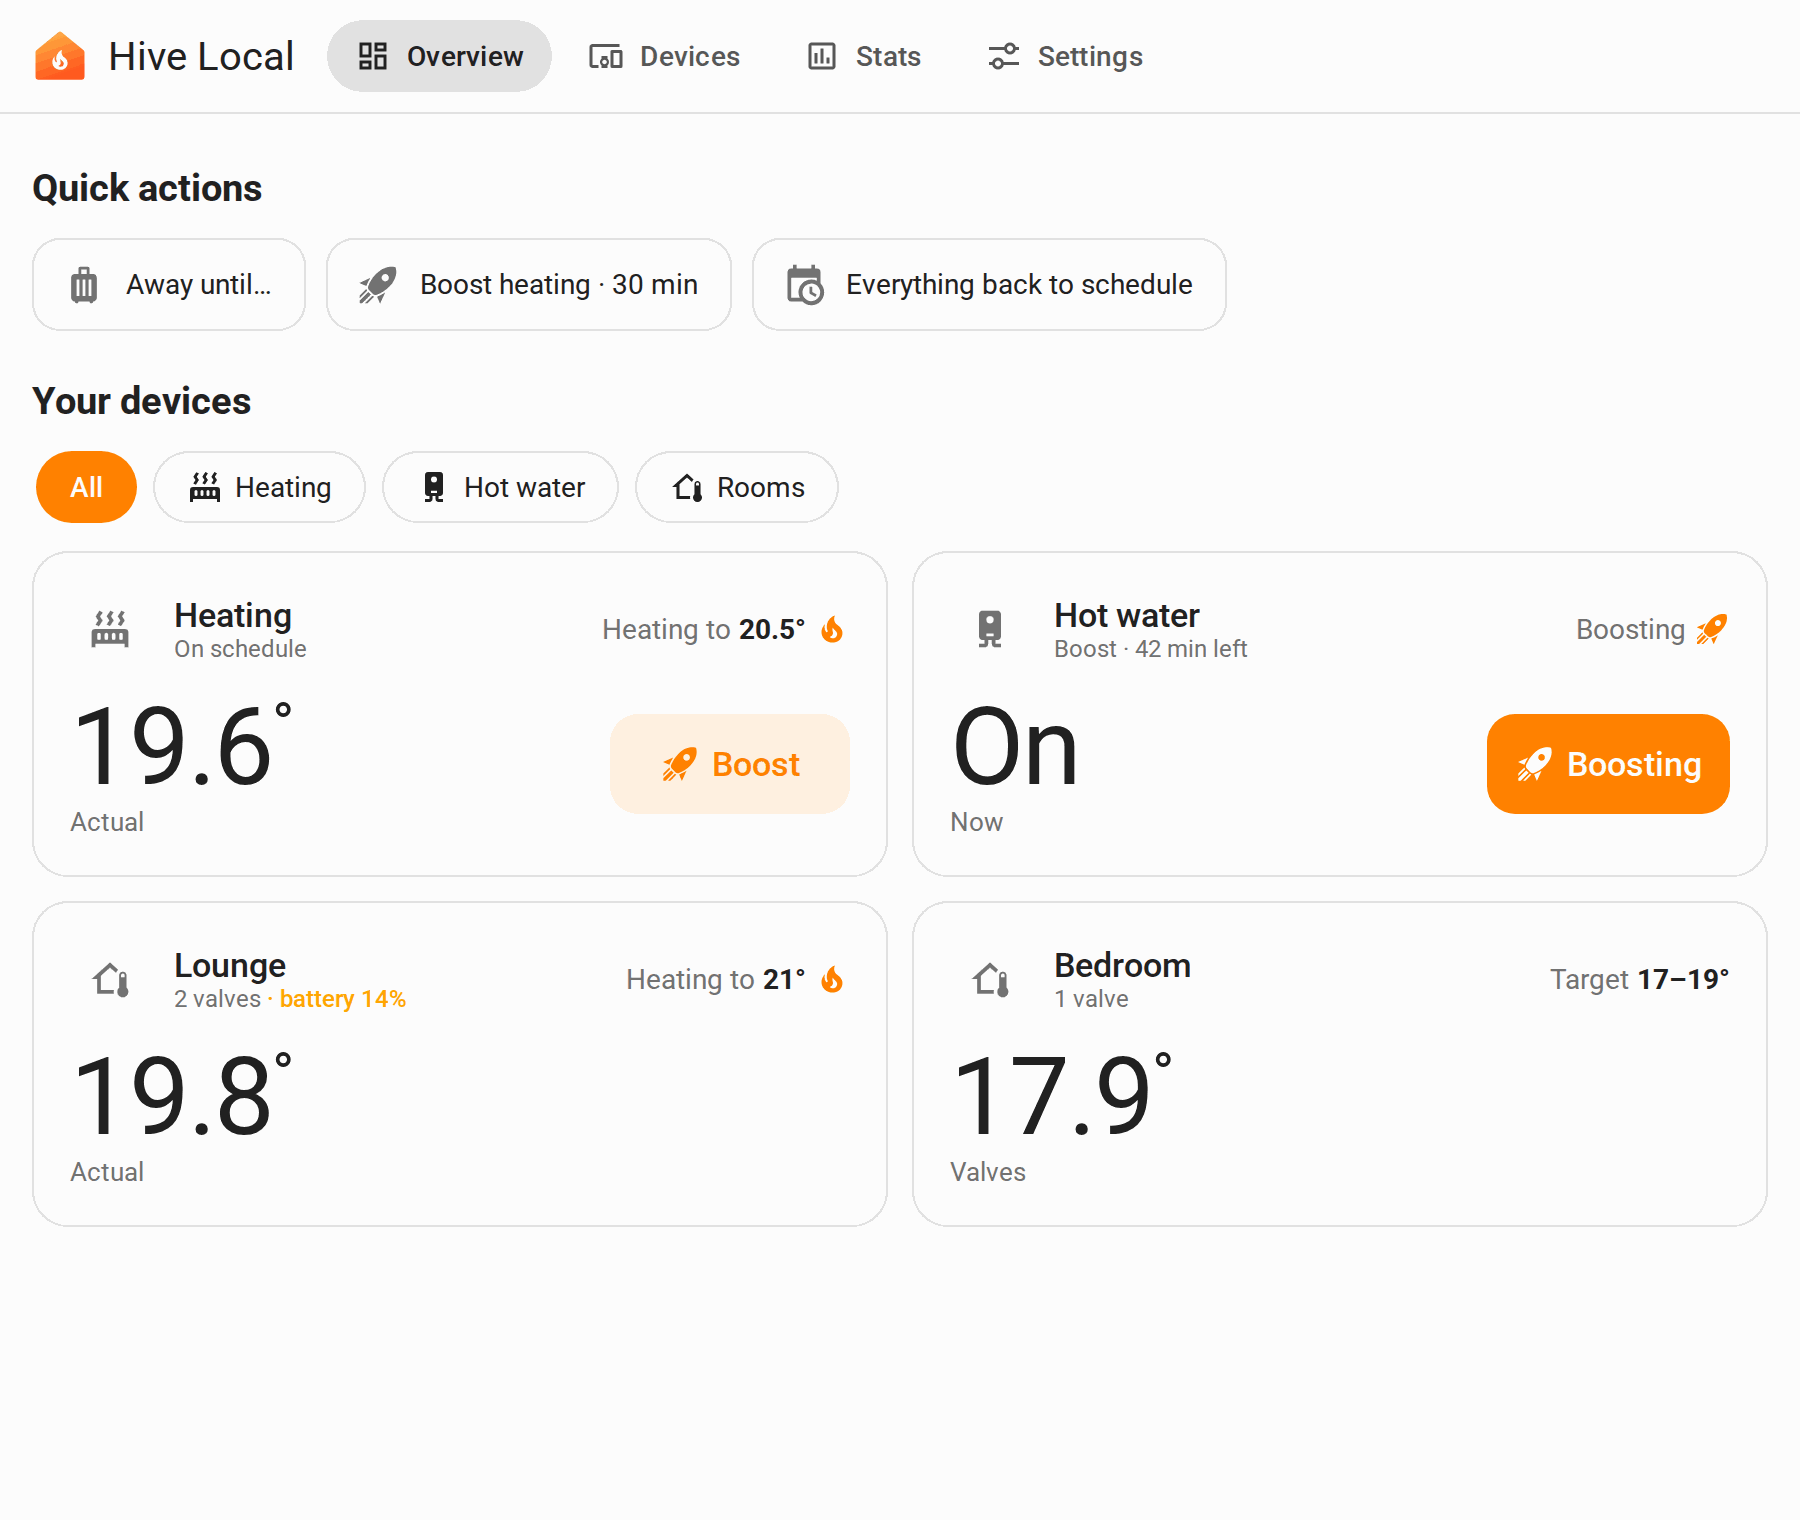 Hive Local
Overview
Devices
Stats
Settings
Quick actions
Away until...
Boost heating · 30 min
Everything back to schedule
Your devices
All
Heating
Hot water
Rooms
Heating
On schedule
Heating to 20.5°
19.6°
Actual
Boost
Hot water
Boost · 42 min left
Boosting
On
Now
Boosting
Lounge
2 valves · battery 14%
Heating to 21°
19.8°
Actual
Bedroom
1 valve
Target 17–19°
17.9°
Valves